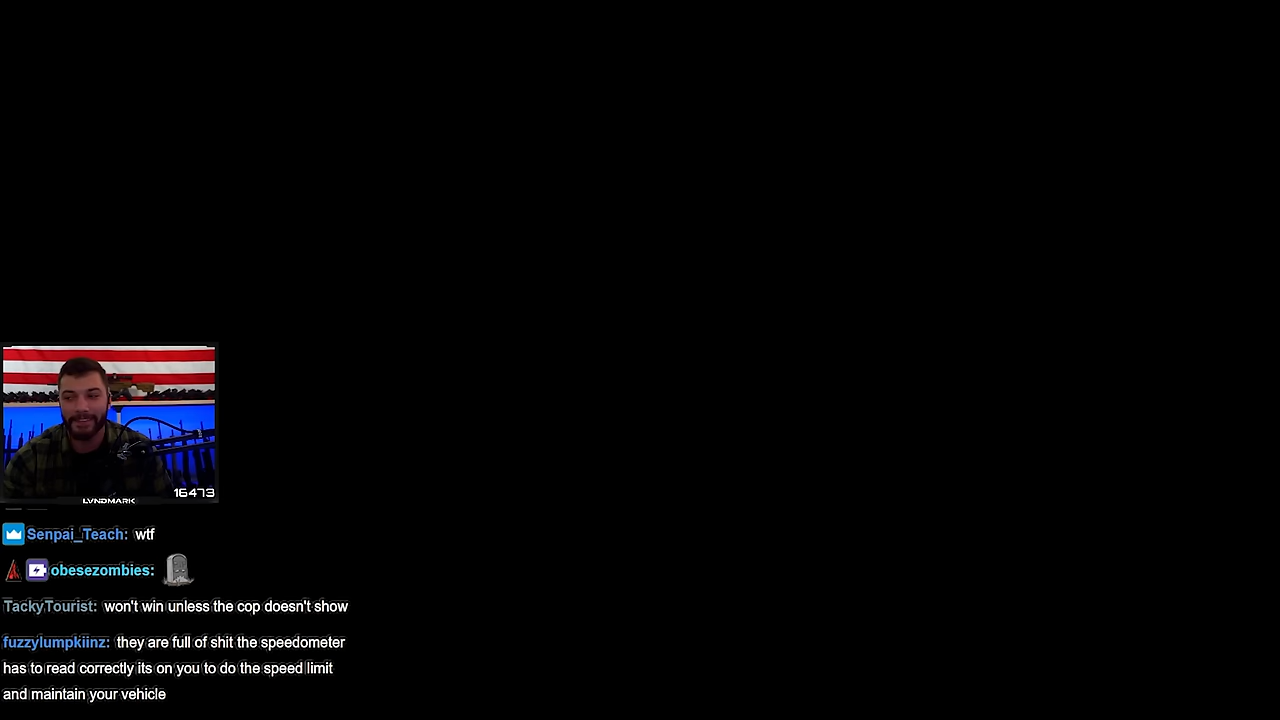 16473
LVNDMARK
Senpai_Teach: wtf
obesezombies:
TackyTourist: won't win unless the cop doesn't show
fuzzylumpkiinz: they are full of shit the speedometer
has to read correctly its on you to do the speed limit
and maintain your vehicle